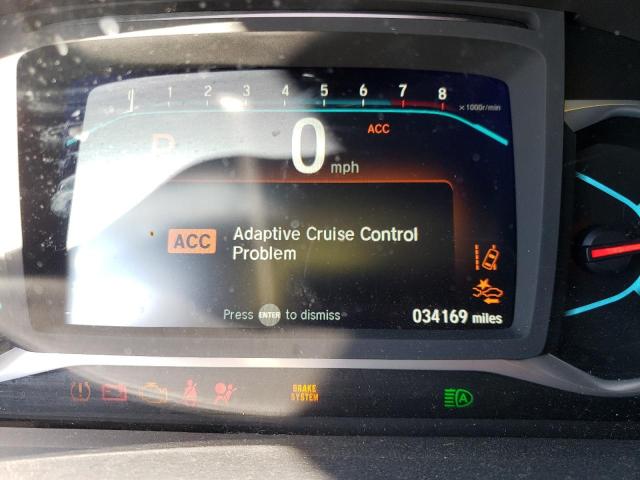 1 2 3 4 5 6 7 8
x1000r/min
ACC
P
0 mph
ACC Adaptive Cruise Control
Problem
Press ENTER to dismiss
034169 miles
BRAKE
SYSTEM
A